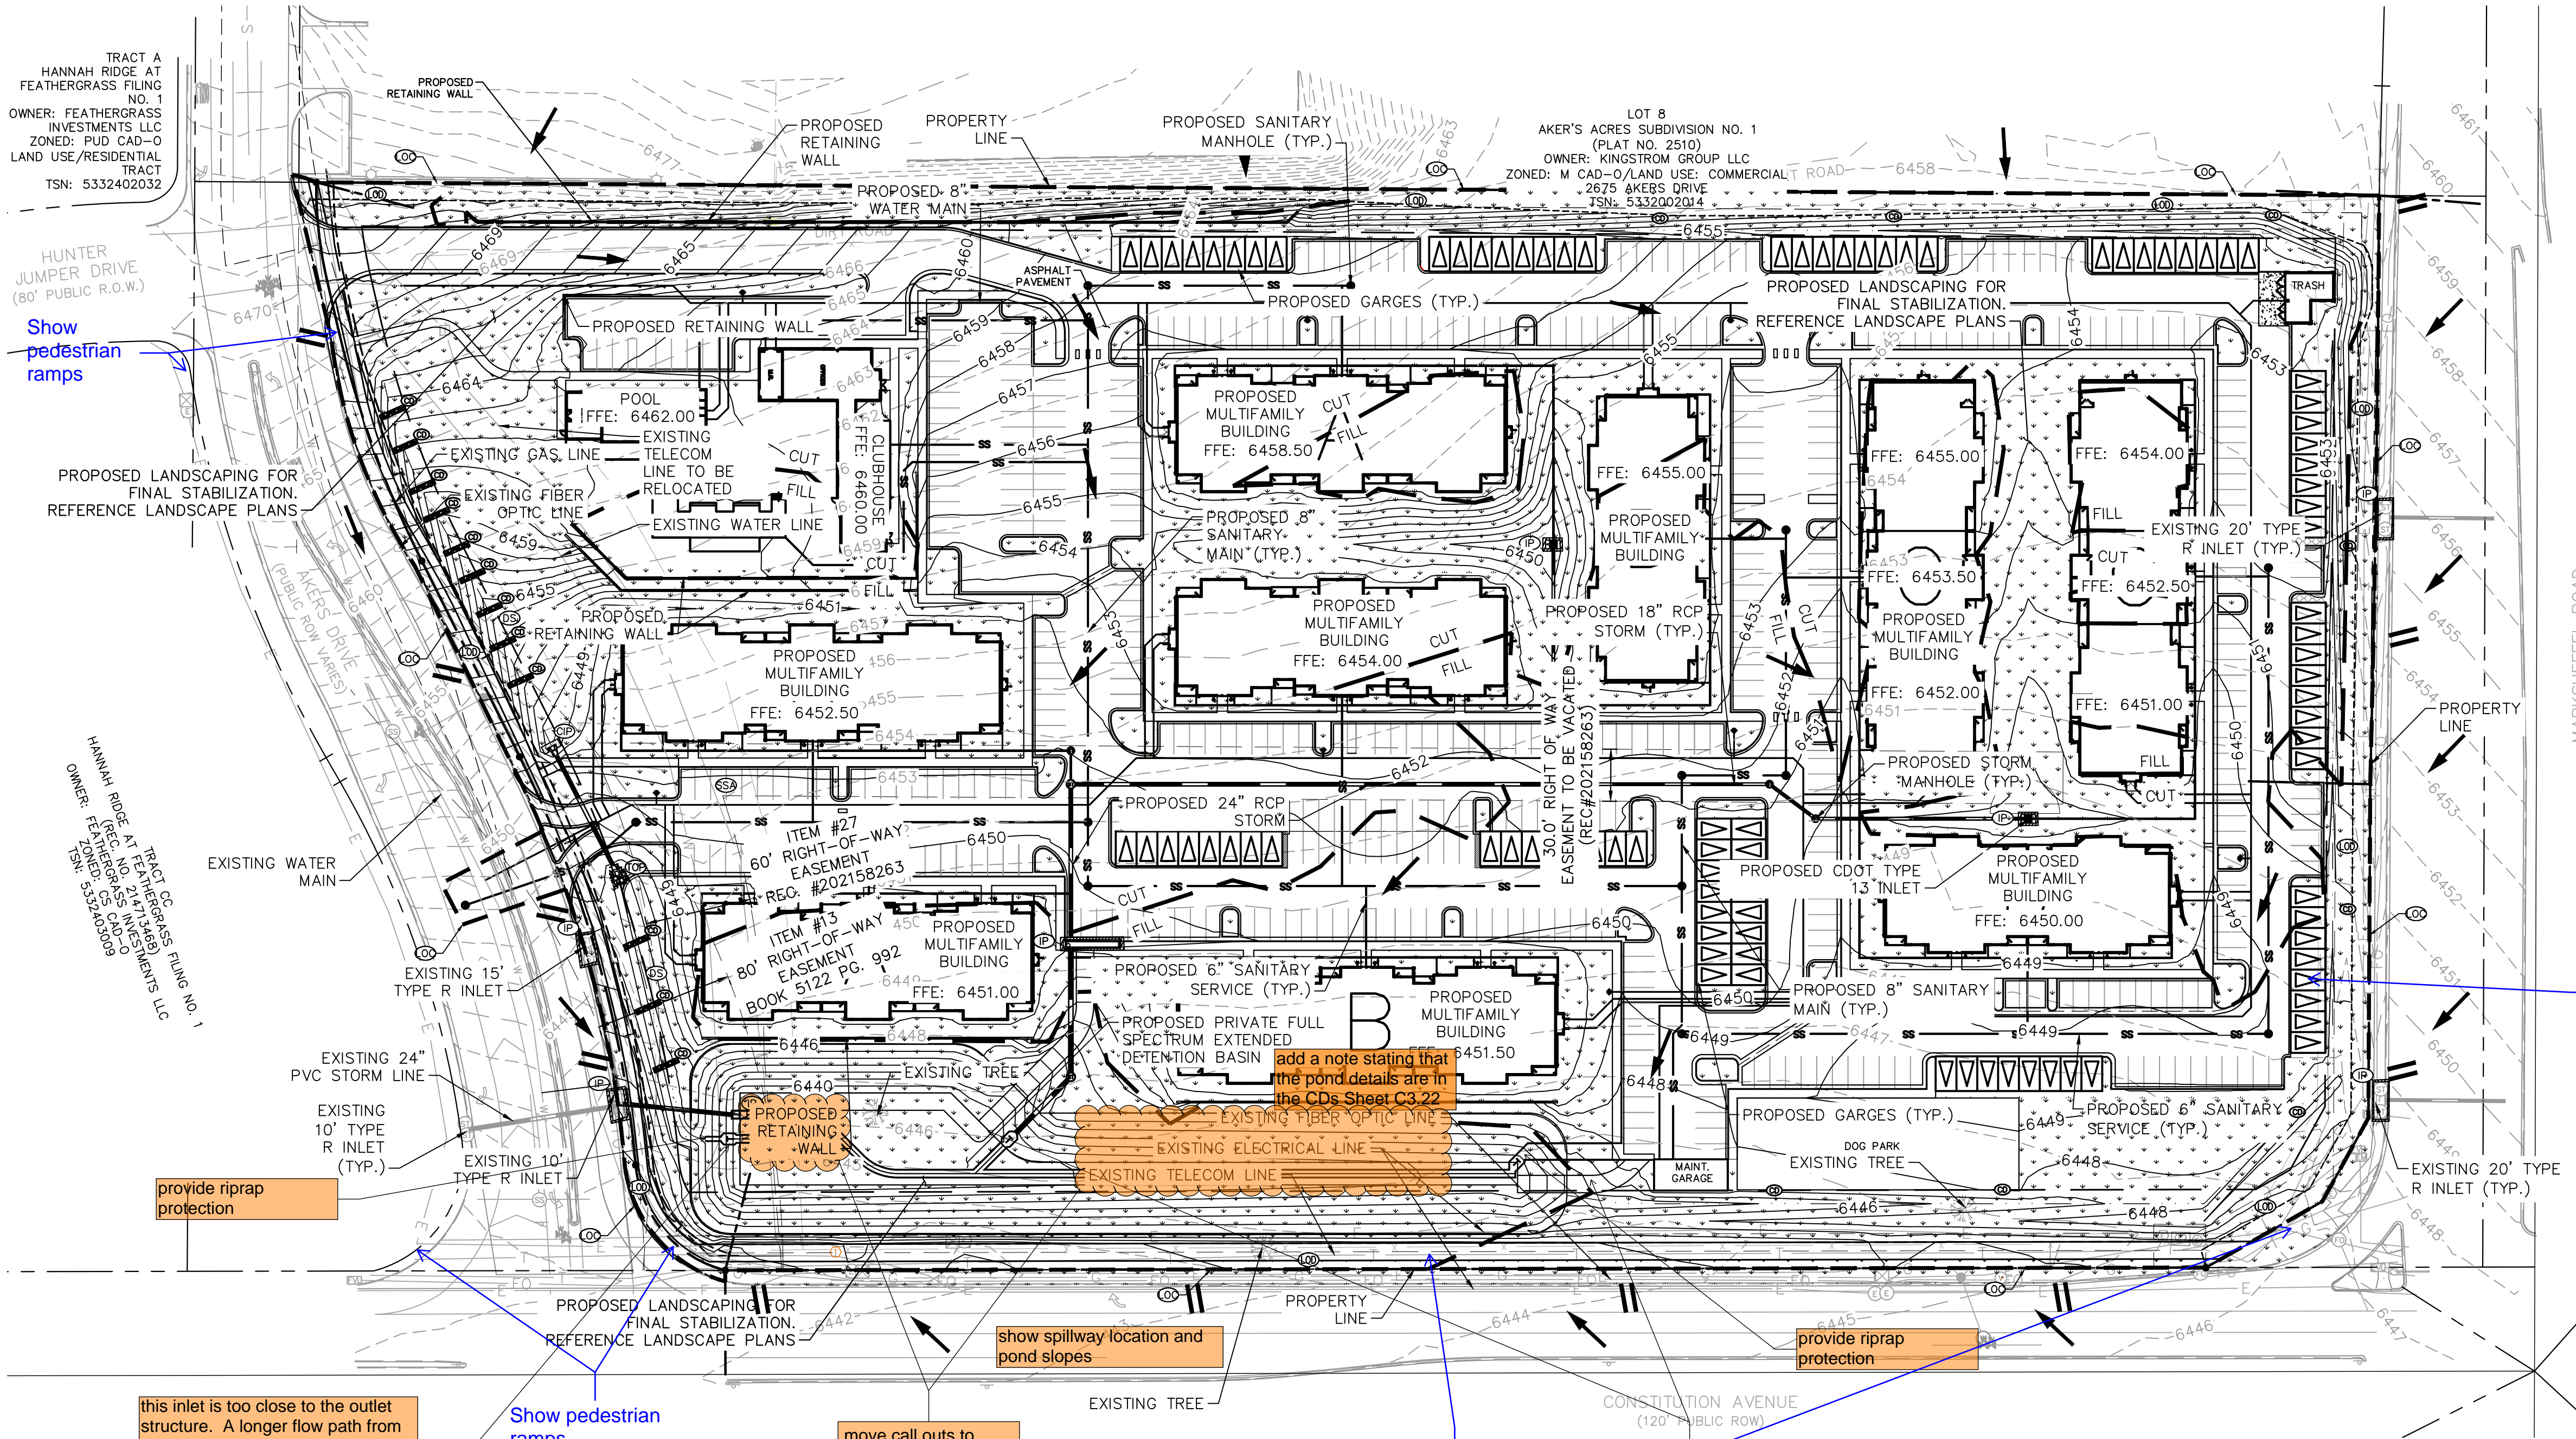 TRACT A
HANNAH RIDGE AT
FEATHERGRASS FILING
NO. 1
OWNER: FEATHERGRASS
INVESTMENTS LLC
ZONED: PUD CAD-O
LAND USE/RESIDENTIAL
TRACT
TSN: 5332402032
PROPOSED
RETAINING WALL
PROPOSED
RETAINING
WALL
PROPERTY
LINE
PROPOSED SANITARY
MANHOLE (TYP.)
LOT 8
AKER'S ACRES SUBDIVISION NO. 1
(PLAT NO. 2510)
OWNER: KINGSTROM GROUP LLC
ZONED: M CAD-O/LAND USE: COMMERCIAL
2675 AKERS DRIVE
TSN: 5332002014
PROPOSED 8"
WATER MAIN
HUNTER
JUMPER DRIVE
(80' PUBLIC R.O.W.)
Show
pedestrian
ramps
ASPHALT
PAVEMENT
PROPOSED GARGES (TYP.)
PROPOSED LANDSCAPING FOR
FINAL STABILIZATION.
REFERENCE LANDSCAPE PLANS
TRASH
PROPOSED RETAINING WALL
POOL
FFE: 6462.00
EXISTING
TELECOM
LINE TO BE
RELOCATED
EXISTING GAS LINE
EXISTING FIBER
OPTIC LINE
EXISTING WATER LINE
CLUBHOUSE
FFE: 6460.00
CUT
FILL
CUT
FILL
PROPOSED LANDSCAPING FOR
FINAL STABILIZATION.
REFERENCE LANDSCAPE PLANS
PROPOSED
MULTIFAMILY
BUILDING
FFE: 6458.50
CUT
FILL
FFE: 6455.00
PROPOSED
MULTIFAMILY
BUILDING
FFE: 6455.00
FFE: 6454.00
FILL
CUT
EXISTING 20' TYPE
R INLET (TYP.)
FFE: 6453.50
FFE: 6452.50
PROPOSED 8"
SANITARY
MAIN (TYP.)
PROPOSED
RETAINING WALL
AKERS DRIVE
(PUBLIC ROW VARIES)
PROPOSED
MULTIFAMILY
BUILDING
FFE: 6452.50
PROPOSED
MULTIFAMILY
BUILDING
FFE: 6454.00
CUT
FILL
PROPOSED 18" RCP
STORM (TYP.)
CUT
FILL
PROPOSED
MULTIFAMILY
BUILDING
FFE: 6452.00
FFE: 6451.00
FILL
CUT
PROPERTY
LINE
30.0' RIGHT OF WAY
EASEMENT TO BE VACATED
(REC#202158263)
PROPOSED STORM
MANHOLE (TYP.)
PROPOSED 24" RCP
STORM
TRACT CC
HANNAH RIDGE AT FEATHERGRASS FILING NO. 1
(REC. NO. 214713468)
OWNER: FEATHERGRASS INVESTMENTS LLC
ZONED: CS CAD-O
TSN: 5332403009
EXISTING WATER
MAIN
ITEM #27
60' RIGHT-OF-WAY
EASEMENT
REC. #202158263
ITEM #13
80' RIGHT-OF-WAY
EASEMENT
BOOK 5122 PG. 992
PROPOSED
MULTIFAMILY
BUILDING
FFE: 6451.00
CUT
FILL
PROPOSED CDOT TYPE
13 INLET
PROPOSED
MULTIFAMILY
BUILDING
FFE: 6450.00
EXISTING 15'
TYPE R INLET
PROPOSED 6" SANITARY
SERVICE (TYP.)
PROPOSED
MULTIFAMILY
BUILDING
B
FFE: 6451.50
PROPOSED 8" SANITARY
MAIN (TYP.)
PROPOSED PRIVATE FULL
SPECTRUM EXTENDED
DETENTION BASIN
add a note stating that
the pond details are in
the CDs Sheet C3.22
EXISTING 24"
PVC STORM LINE
EXISTING TREE
EXISTING
10' TYPE
R INLET
(TYP.)
EXISTING 10'
TYPE R INLET
PROPOSED
RETAINING
WALL
EXISTING FIBER OPTIC LINE
EXISTING ELECTRICAL LINE
EXISTING TELECOM LINE
PROPOSED GARGES (TYP.)
PROPOSED 6" SANITARY
SERVICE (TYP.)
DOG PARK
EXISTING TREE
MAINT.
GARAGE
EXISTING 20' TYPE
R INLET (TYP.)
provide riprap
protection
PROPOSED LANDSCAPING FOR
FINAL STABILIZATION.
REFERENCE LANDSCAPE PLANS
PROPERTY
LINE
show spillway location and
pond slopes
provide riprap
protection
EXISTING TREE
CONSTITUTION AVENUE
(120' PUBLIC ROW)
this inlet is too close to the outlet
structure. A longer flow path from
Show pedestrian
ramps
move call outs to